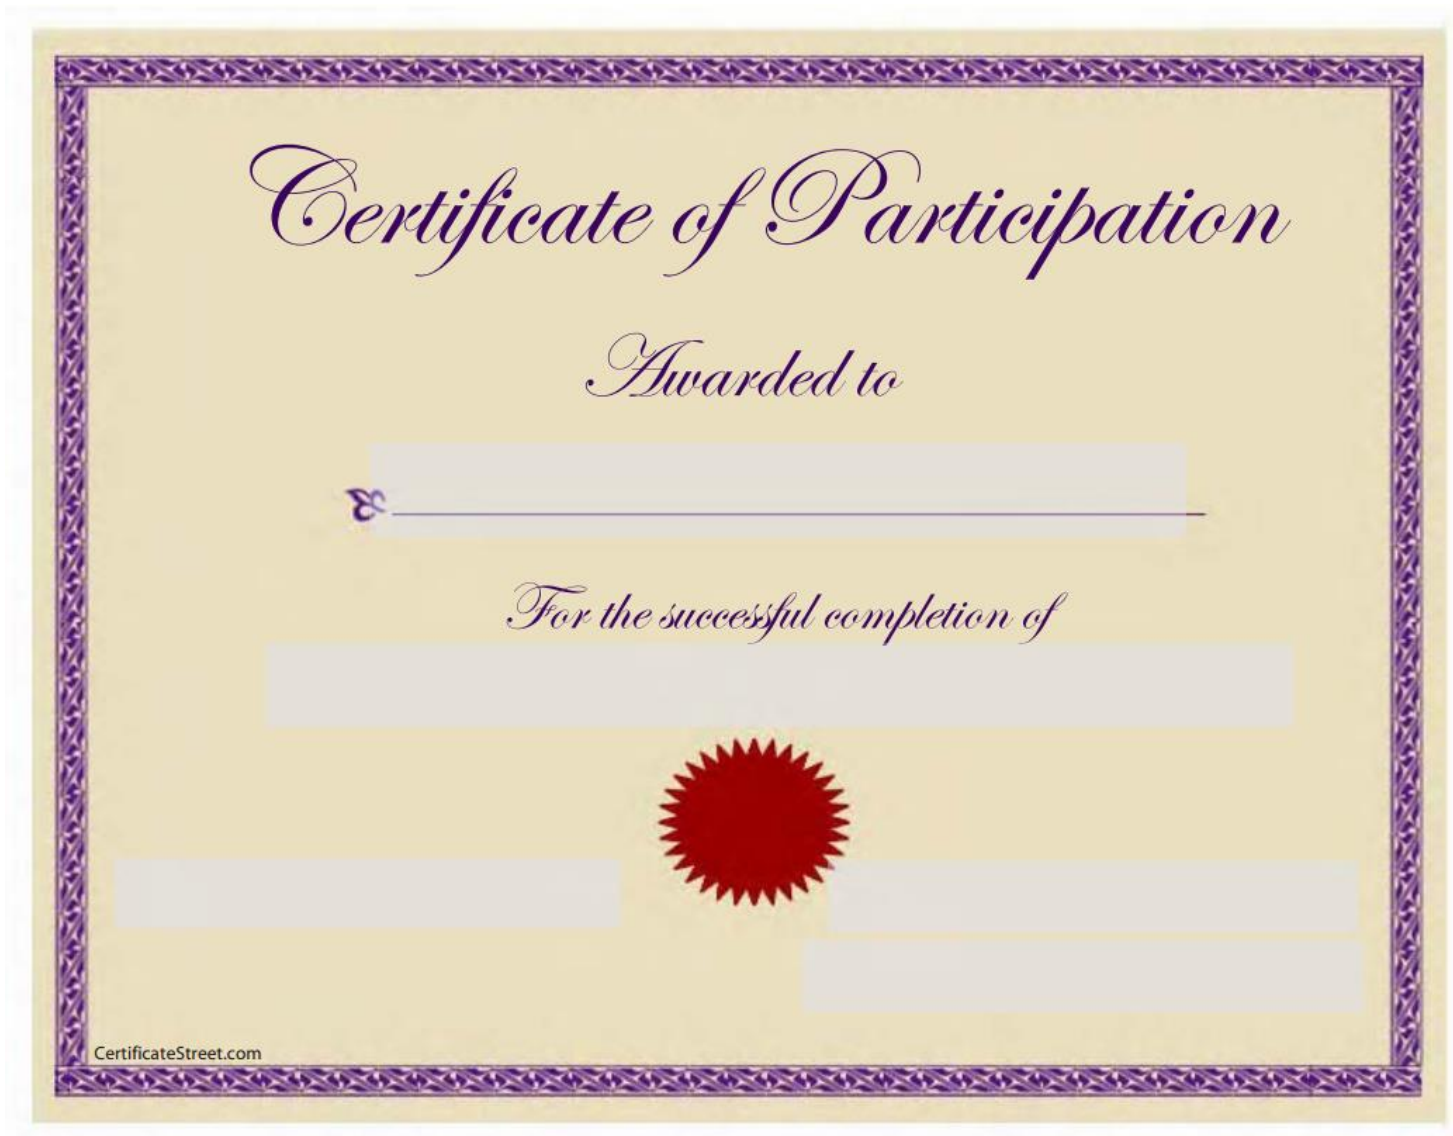 Certificate of Participation
Awarded to
For the successful completion of
CertificateStreet.com